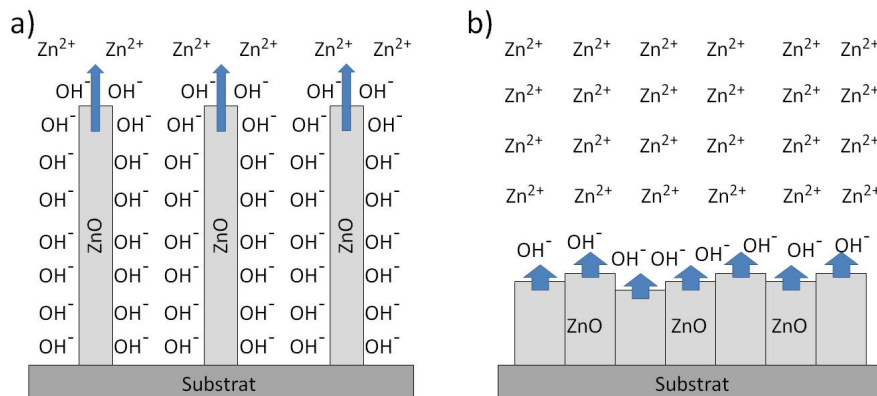 a)
Zn²⁺ Zn²⁺ Zn²⁺ Zn²⁺ Zn²⁺ Zn²⁺
OH⁻ OH⁻ OH⁻ OH⁻ OH⁻ OH⁻
OH⁻ OH⁻ OH⁻ OH⁻ OH⁻ OH⁻
OH⁻ OH⁻ OH⁻ OH⁻ OH⁻ OH⁻
OH⁻ OH⁻ OH⁻ OH⁻ OH⁻ OH⁻
ZnO ZnO ZnO
OH⁻ OH⁻ OH⁻ OH⁻ OH⁻ OH⁻
OH⁻ OH⁻ OH⁻ OH⁻ OH⁻ OH⁻
OH⁻ OH⁻ OH⁻ OH⁻ OH⁻ OH⁻
OH⁻ OH⁻ OH⁻ OH⁻ OH⁻ OH⁻
Substrat
b)
Zn²⁺ Zn²⁺ Zn²⁺ Zn²⁺ Zn²⁺ Zn²⁺
Zn²⁺ Zn²⁺ Zn²⁺ Zn²⁺ Zn²⁺ Zn²⁺
Zn²⁺ Zn²⁺ Zn²⁺ Zn²⁺ Zn²⁺ Zn²⁺
Zn²⁺ Zn²⁺ Zn²⁺ Zn²⁺ Zn²⁺ Zn²⁺
OH⁻ OH⁻ OH⁻ OH⁻ OH⁻ OH⁻ OH⁻ OH⁻
ZnO ZnO ZnO
Substrat